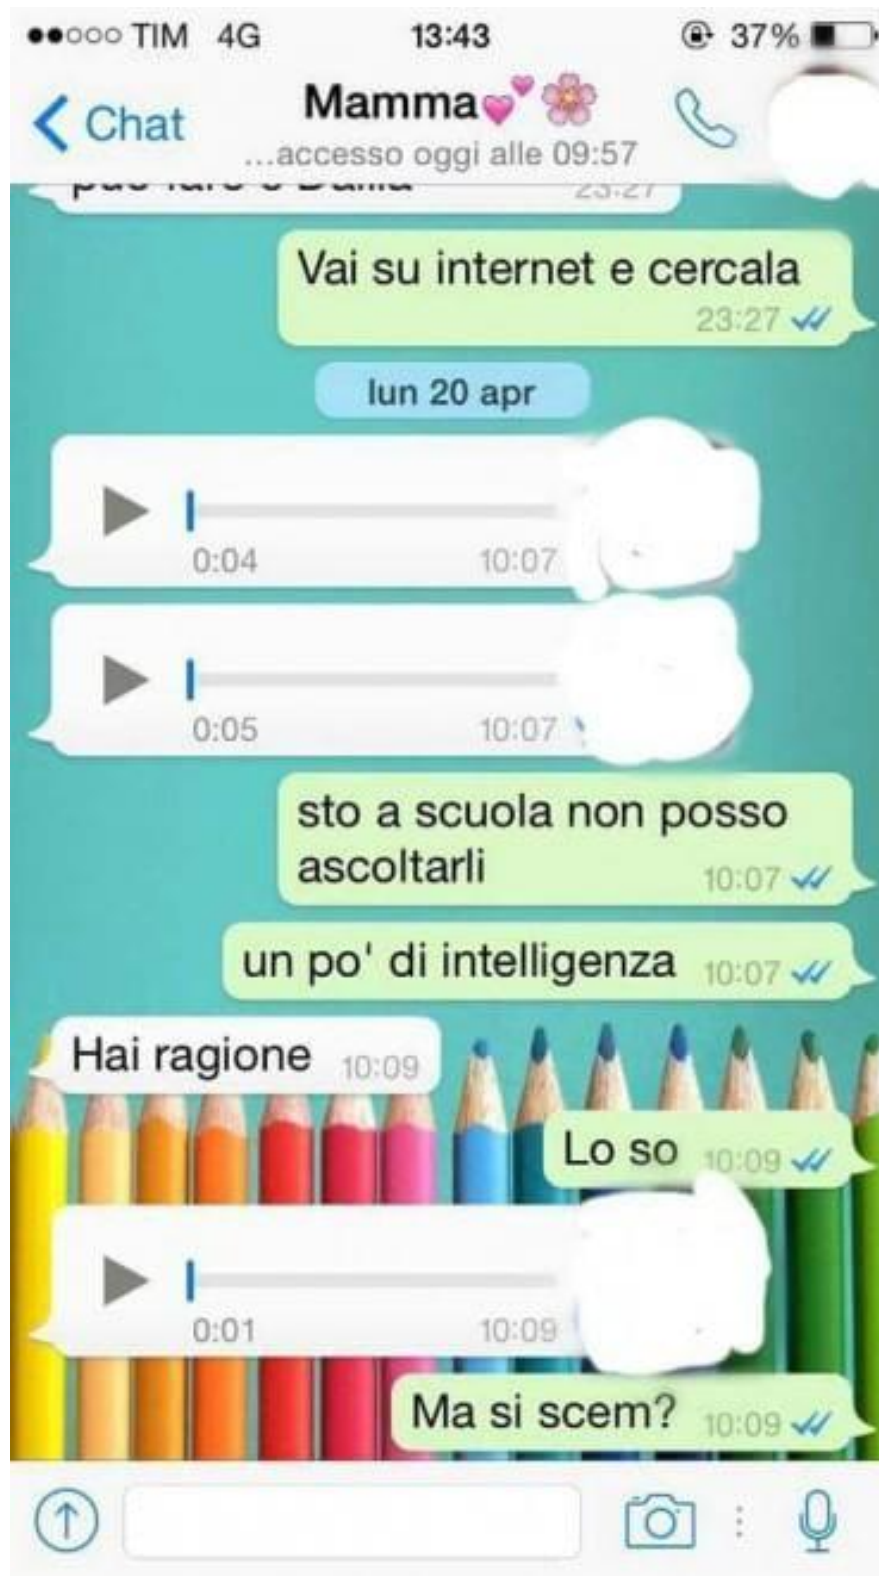 TIM 4G 13:43 37%
Chat
Mamma💕🌸
...accesso oggi alle 09:57
23:27
Vai su internet e cercala
23:27
lun 20 apr
0:04 10:07
0:05 10:07
sto a scuola non posso
ascoltarli
10:07
un po' di intelligenza 10:07
Hai ragione 10:09
Lo so 10:09
0:01 10:09
Ma si scem? 10:09